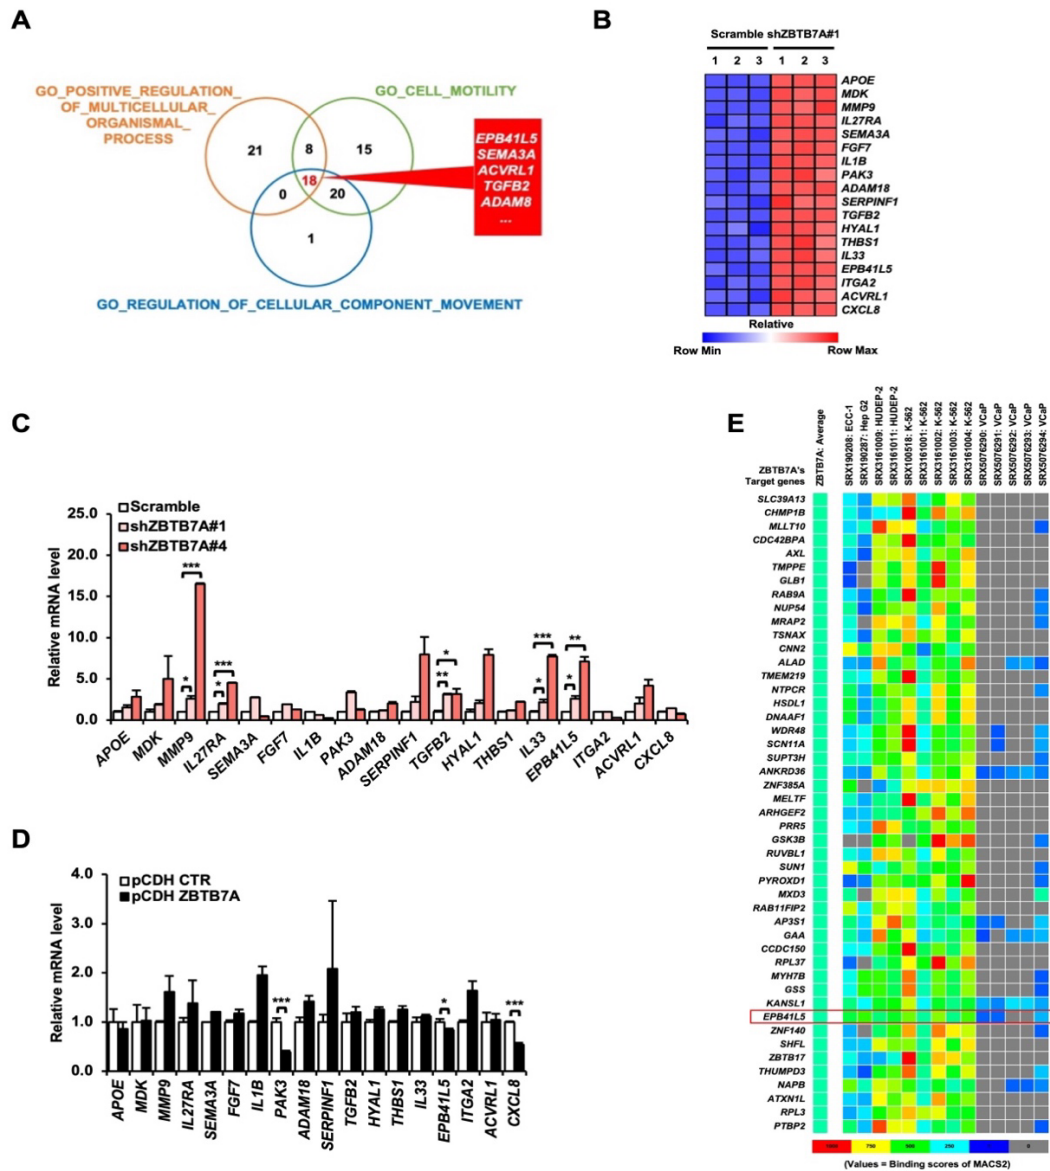 A
GO_POSITIVE_REGULATION
_OF_MULTICELLULAR_
ORGANISMAL_
PROCESS
GO_CELL_MOTILITY
21
8
15
18
0
20
1
EPB41L5
SEMA3A
ACVRL1
TGFB2
ADAM8
...
GO_REGULATION_OF_CELLULAR_COMPONENT_MOVEMENT
B
Scramble shZBTB7A#1
1 2 3 1 2 3
APOE
MDK
MMP9
IL27RA
SEMA3A
FGF7
IL1B
PAK3
ADAM18
SERPINF1
TGFB2
HYAL1
THBS1
IL33
EPB41L5
ITGA2
ACVRL1
CXCL8
Relative
Row Min Row Max
C
Scramble
shZBTB7A#1
shZBTB7A#4
Relative mRNA level
25.0
20.0
15.0
10.0
5.0
0.0
***
*
***
*
*
**
***
*
**
*
APOE
MDK
MMP9
IL27RA
SEMA3A
FGF7
IL1B
PAK3
ADAM18
SERPINF1
TGFB2
HYAL1
THBS1
IL33
EPB41L5
ITGA2
ACVRL1
CXCL8
D
pCDH CTR
pCDH ZBTB7A
Relative mRNA level
4.0
3.0
2.0
1.0
0.0
***
*
***
APOE
MDK
MMP9
IL27RA
SEMA3A
FGF7
IL1B
PAK3
ADAM18
SERPINF1
TGFB2
HYAL1
THBS1
IL33
EPB41L5
ITGA2
ACVRL1
CXCL8
E
ZBTB7A's
Target genes
ZBTB7A: Average
SRX190208: ECC-1
SRX190287: Hep G2
SRX3161009: HUDEP-2
SRX3161011: HUDEP-2
SRX100518: K-562
SRX3161001: K-562
SRX3161002: K-562
SRX3161003: K-562
SRX3161004: K-562
SRX5076290: VCaP
SRX5076291: VCaP
SRX5076292: VCaP
SRX5076293: VCaP
SRX5076294: VCaP
SLC39A13
CHMP1B
MLLT10
CDC42BPA
AXL
TMPPE
GLB1
RAB9A
NUP54
MRAP2
TSNAX
CNN2
ALAD
TMEM219
NTPCR
HSDL1
DNAAF1
WDR48
SCN11A
SUPT3H
ANKRD36
ZNF385A
MELTF
ARHGEF2
PRR5
GSK3B
RUVBL1
SUN1
PYROXD1
MXD3
RAB11FIP2
AP3S1
GAA
CCDC150
RPL37
MYH7B
GSS
KANSL1
EPB41L5
ZNF140
SHFL
ZBTB17
THUMPD3
NAPB
ATXN1L
RPL3
PTBP2
750 500 250 0
(Values = Binding scores of MACS2)